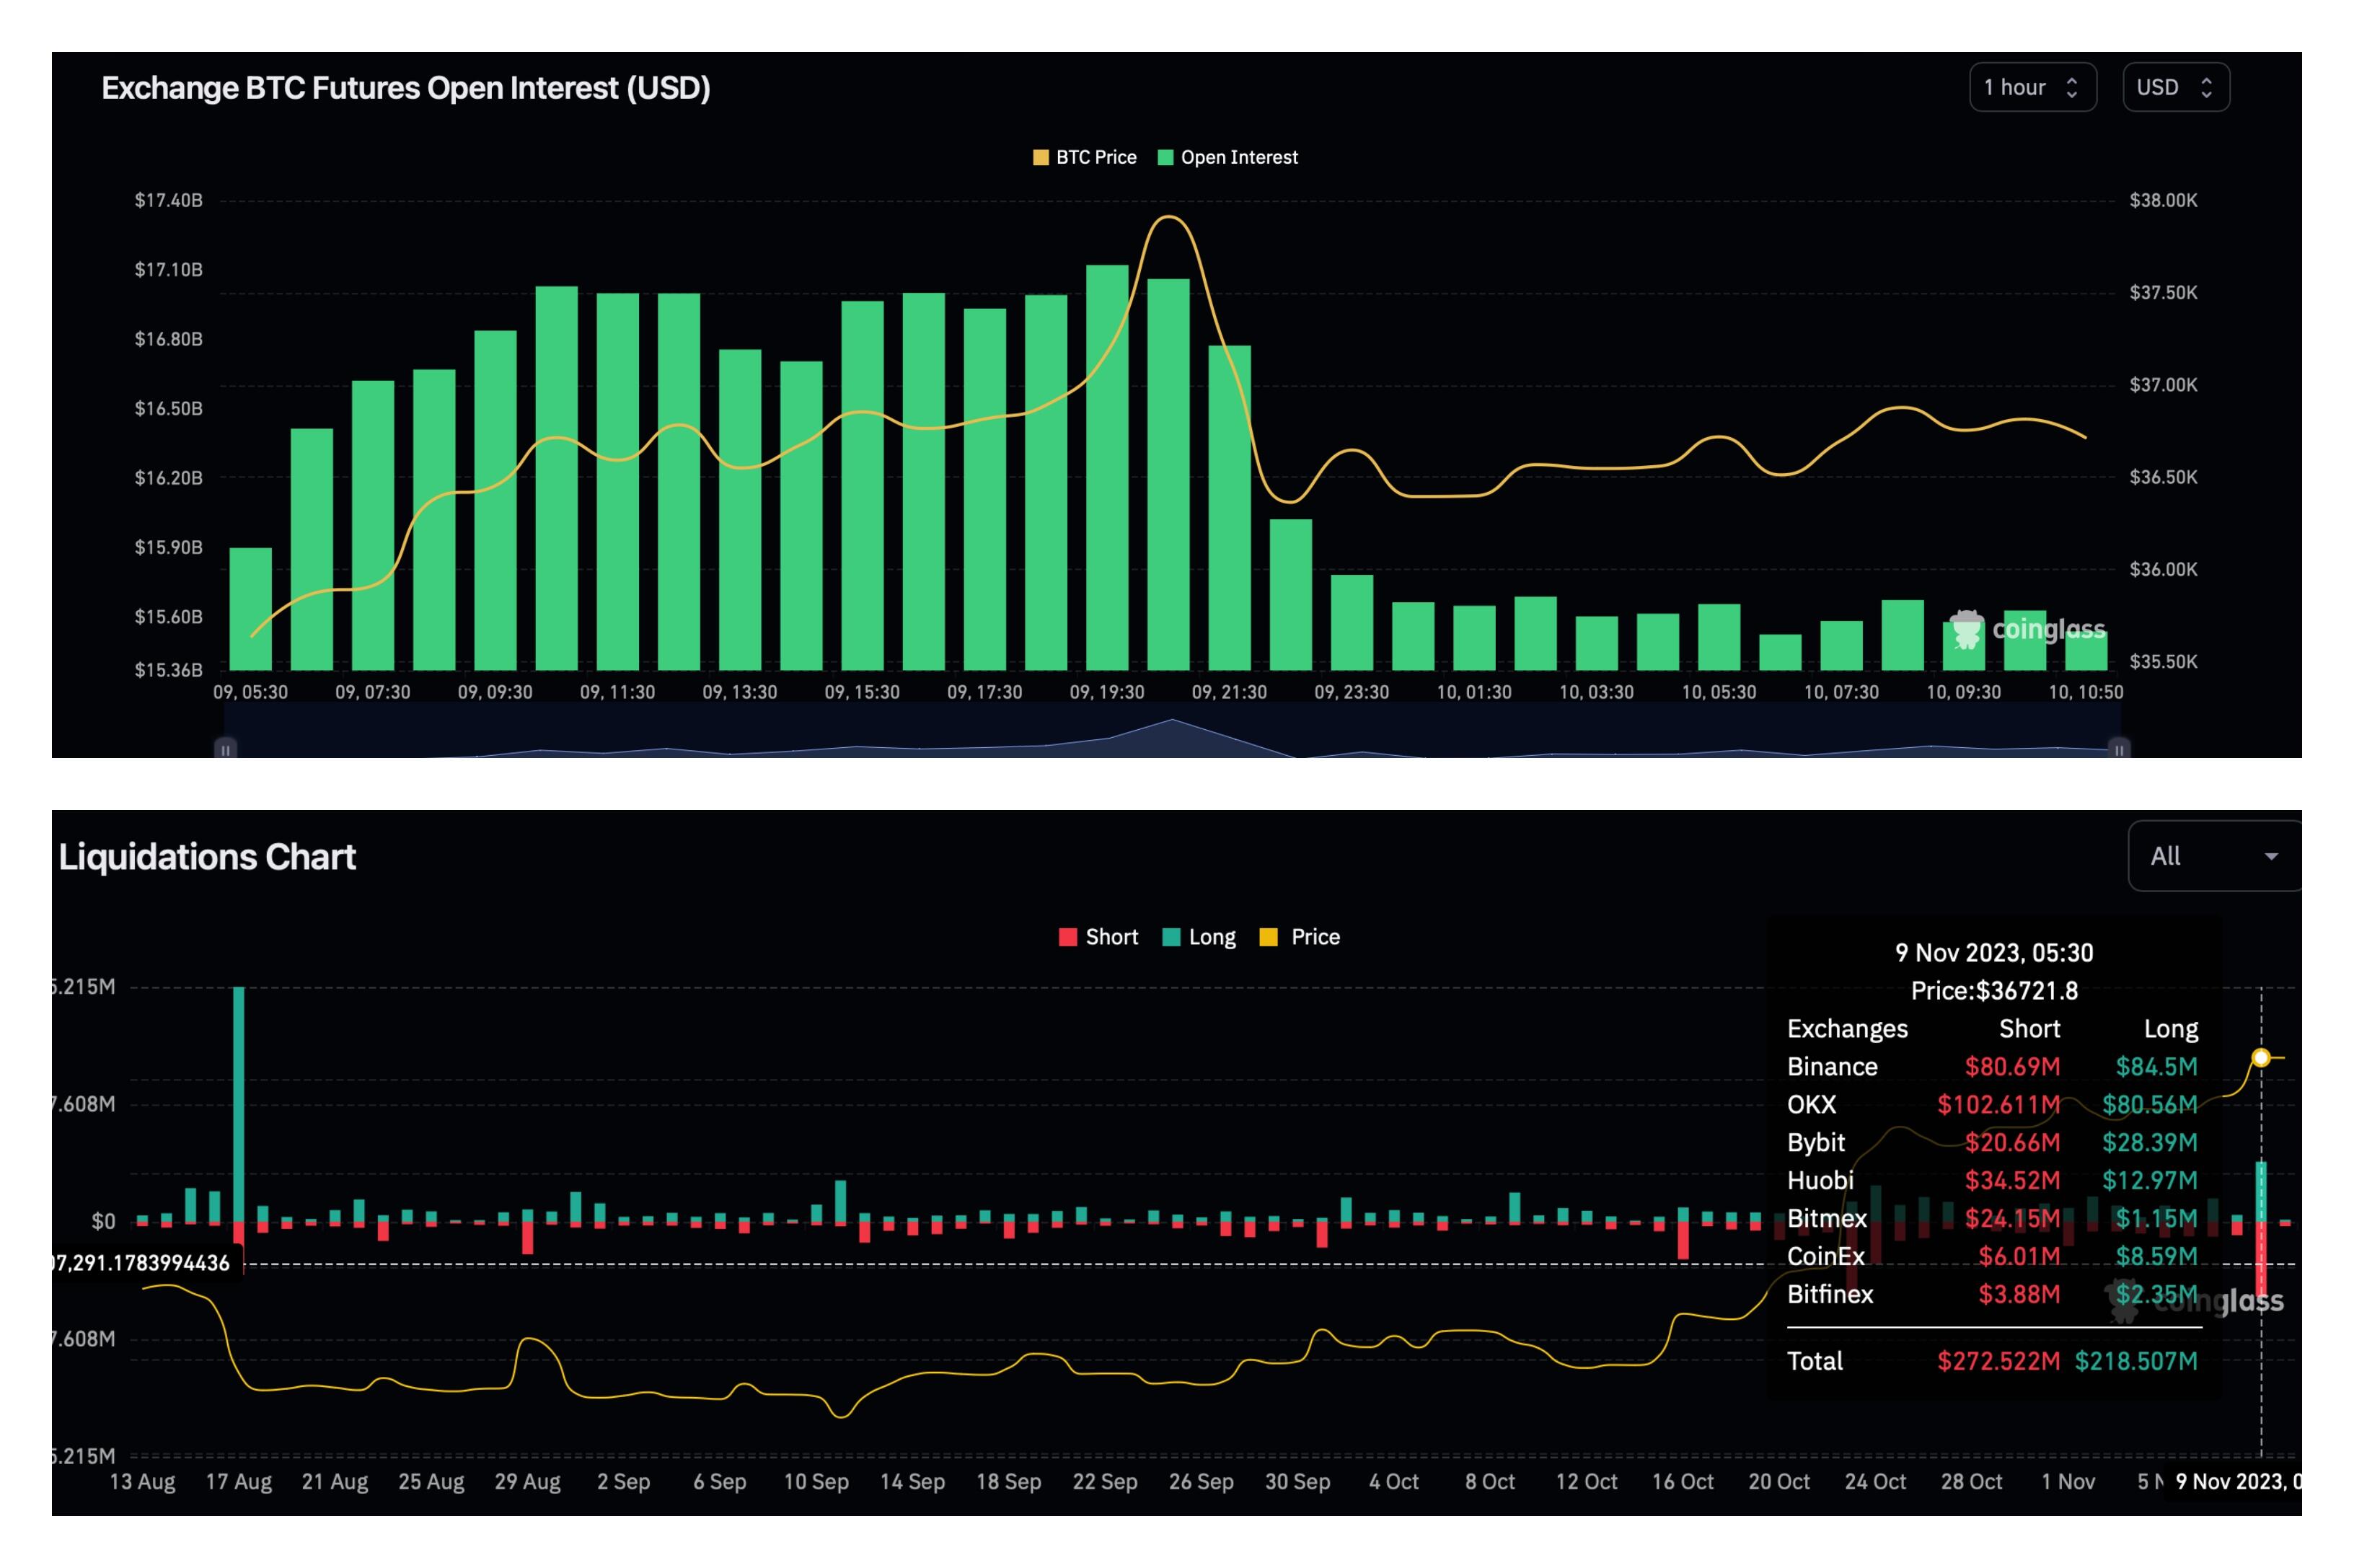 Exchange BTC Futures Open Interest (USD)
1 hour
USD
BTC Price Open Interest
$17.40B
$17.10B
$16.80B
$16.50B
$16.20B
$15.90B
$15.60B
$15.36B
$38.00K
$37.50K
$37.00K
$36.50K
$36.00K
$35.50K
coinglass
09, 05:30 09, 07:30 09, 09:30 09, 11:30 09, 13:30 09, 15:30 09, 17:30 09, 19:30 09, 21:30 09, 23:30 10, 01:30 10, 03:30 10, 05:30 10, 07:30 10, 09:30 10, 10:50
Liquidations Chart
All
Short Long Price
5.215M
7.608M
$0
07,291.1783994436
7.608M
5.215M
9 Nov 2023, 05:30
Price:$36721.8
Exchanges Short Long
Binance $80.69M $84.5M
OKX $102.611M $80.56M
Bybit $20.66M $28.39M
Huobi $34.52M $12.97M
Bitmex $24.15M $1.15M
CoinEx $6.01M $8.59M
Bitfinex $3.88M $2.35M
Total $272.522M $218.507M
coinglass
13 Aug 17 Aug 21 Aug 25 Aug 29 Aug 2 Sep 6 Sep 10 Sep 14 Sep 18 Sep 22 Sep 26 Sep 30 Sep 4 Oct 8 Oct 12 Oct 16 Oct 20 Oct 24 Oct 28 Oct 1 Nov 5 N 9 Nov 2023, 0